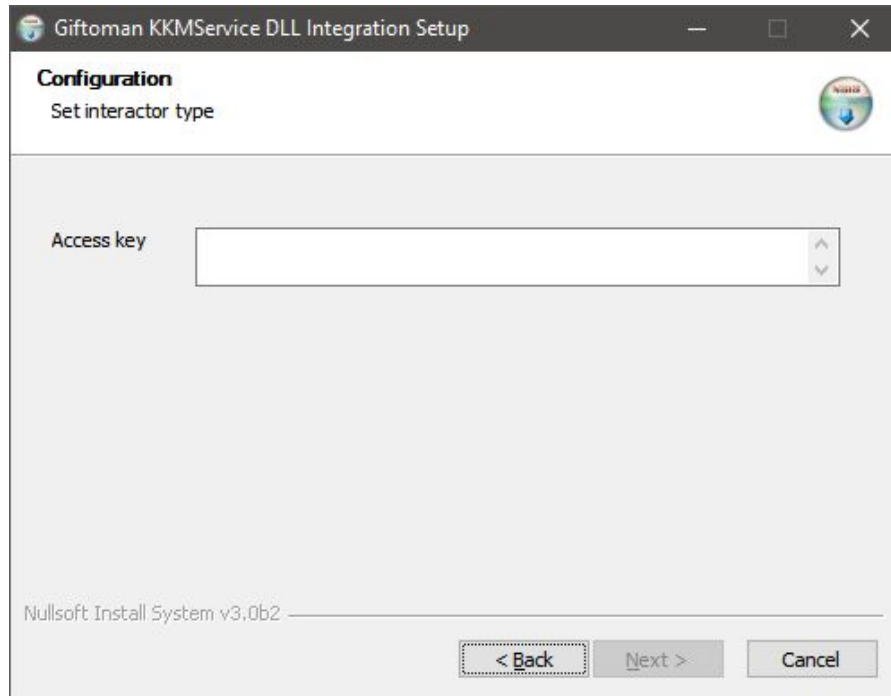 Giftoman KKMService DLL Integration Setup
Configuration
Set interactor type
Access key
Nullsoft Install System v3.0b2
< Back
Next >
Cancel